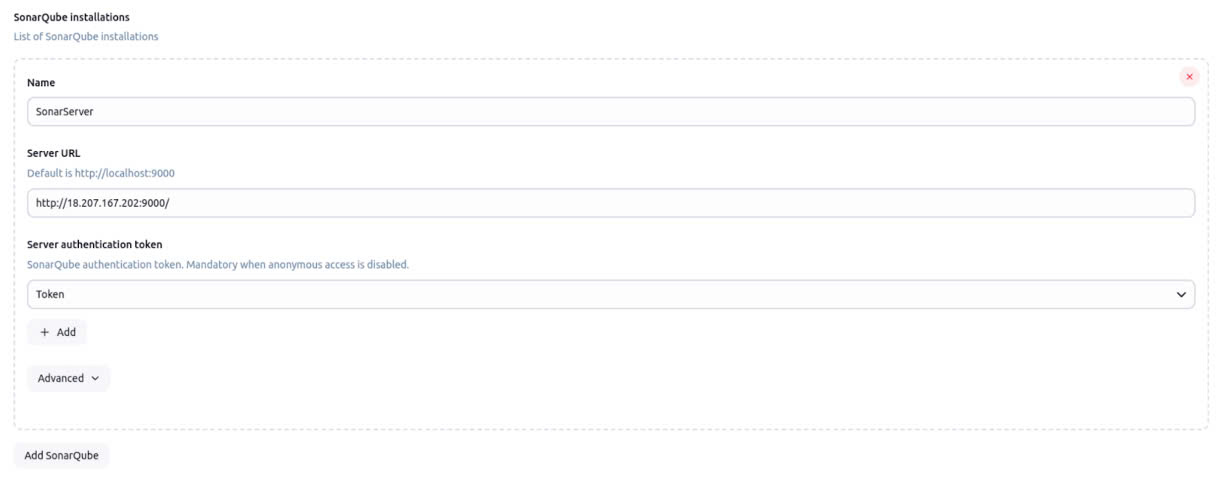 SonarQube installations
List of SonarQube installations
Name
SonarServer
Server URL
Default is http://localhost:9000
http://18.207.167.202:9000/
Server authentication token
SonarQube authentication token. Mandatory when anonymous access is disabled.
Token
+ Add
Advanced
Add SonarQube